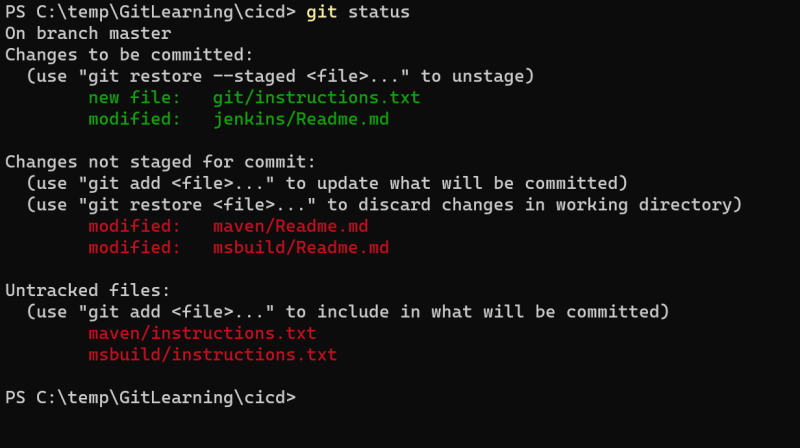 PS C:\temp\GitLearning\cicd> git status
On branch master
Changes to be committed:
  (use "git restore --staged <file>..." to unstage)
        new file:   git/instructions.txt
        modified:   jenkins/Readme.md

Changes not staged for commit:
  (use "git add <file>..." to update what will be committed)
  (use "git restore <file>..." to discard changes in working directory)
        modified:   maven/Readme.md
        modified:   msbuild/Readme.md

Untracked files:
  (use "git add <file>..." to include in what will be committed)
        maven/instructions.txt
        msbuild/instructions.txt

PS C:\temp\GitLearning\cicd>